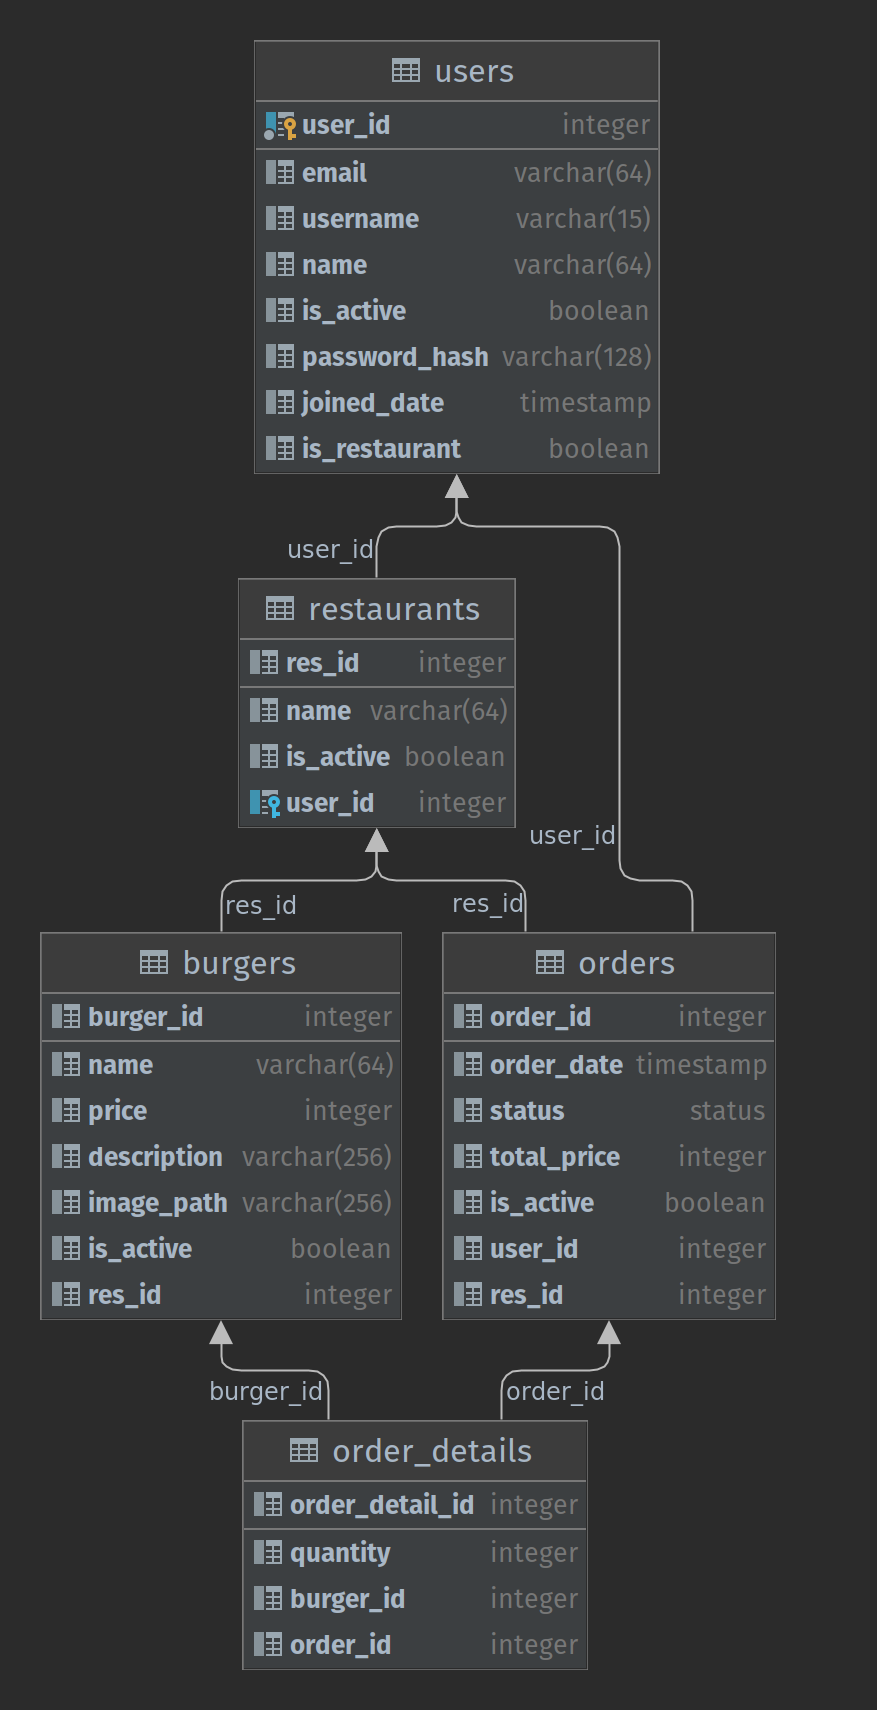 users
user_id integer
email varchar(64)
username varchar(15)
name varchar(64)
is_active boolean
password_hash varchar(128)
joined_date timestamp
is_restaurant boolean
user_id
restaurants
res_id integer
name varchar(64)
is_active boolean
user_id integer
user_id
res_id
res_id
burgers
burger_id integer
name varchar(64)
price integer
description varchar(256)
image_path varchar(256)
is_active boolean
res_id integer
orders
order_id integer
order_date timestamp
status status
total_price integer
is_active boolean
user_id integer
res_id integer
burger_id
order_id
order_details
order_detail_id integer
quantity integer
burger_id integer
order_id integer